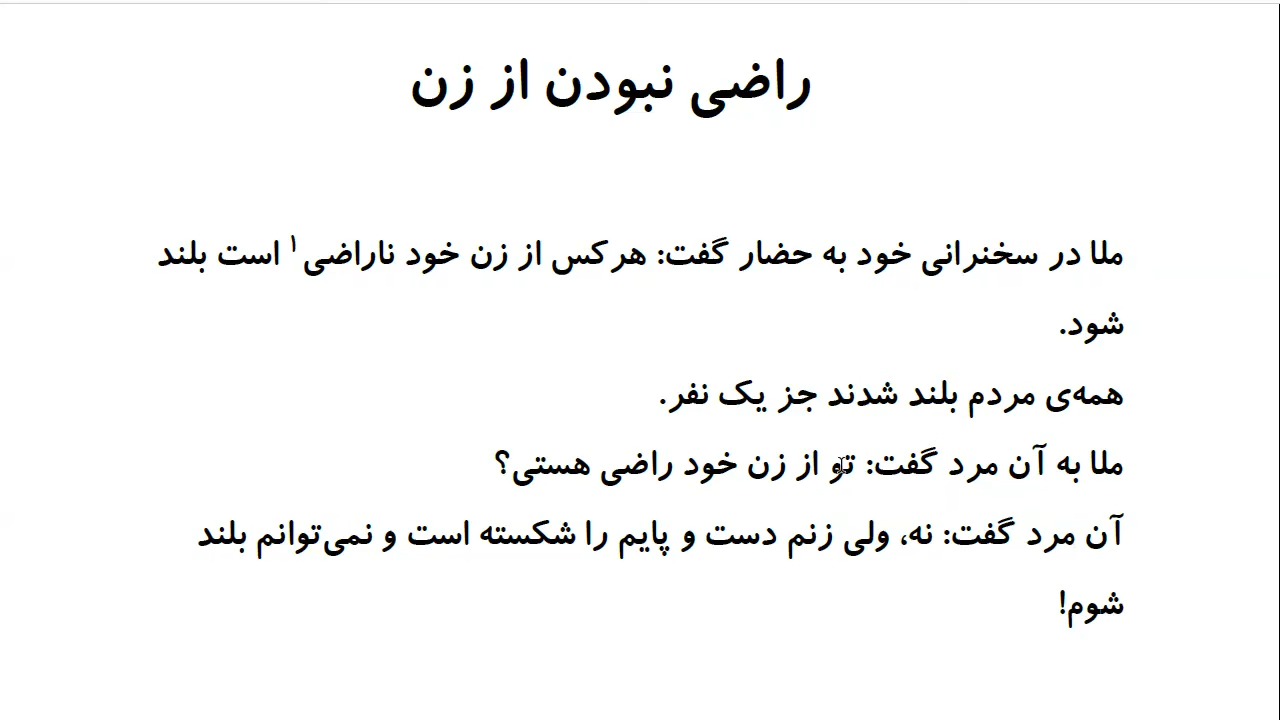 راضی نبودن از زن
ملا در سخنرانی خود به حضار گفت: هرکس از زن خود ناراضی۱ است بلند
شود.
همه‌ی مردم بلند شدند جز یک نفر.
ملا به آن مرد گفت: تو از زن خود راضی هستی؟
آن مرد گفت: نه، ولی زنم دست و پایم را شکسته است و نمی‌توانم بلند
شوم!